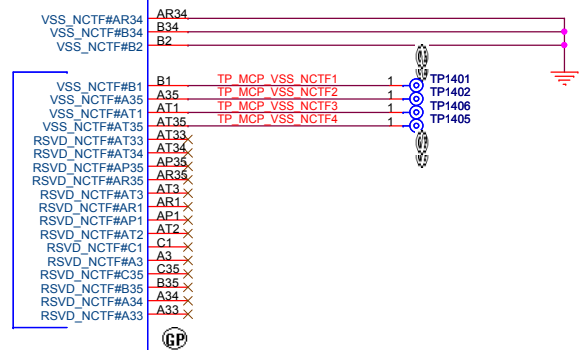 VSS_NCTF#AR34 AR34
VSS_NCTF#B34 B34
VSS_NCTF#B2 B2
VSS_NCTF#B1 B1 TP_MCP_VSS_NCTF1 1 TP1401
VSS_NCTF#A35 A35 TP_MCP_VSS_NCTF2 1 TP1402
VSS_NCTF#AT1 AT1 TP_MCP_VSS_NCTF3 1 TP1406
VSS_NCTF#AT35 AT35 TP_MCP_VSS_NCTF4 1 TP1405
RSVD_NCTF#AT33 AT33
RSVD_NCTF#AT34 AT34
RSVD_NCTF#AP35 AP35
RSVD_NCTF#AR35 AR35
RSVD_NCTF#AT3 AT3
RSVD_NCTF#AR1 AR1
RSVD_NCTF#AP1 AP1
RSVD_NCTF#AT2 AT2
RSVD_NCTF#C1 C1
RSVD_NCTF#A3 A3
RSVD_NCTF#C35 C35
RSVD_NCTF#B35 B35
RSVD_NCTF#A34 A34
RSVD_NCTF#A33 A33
GP